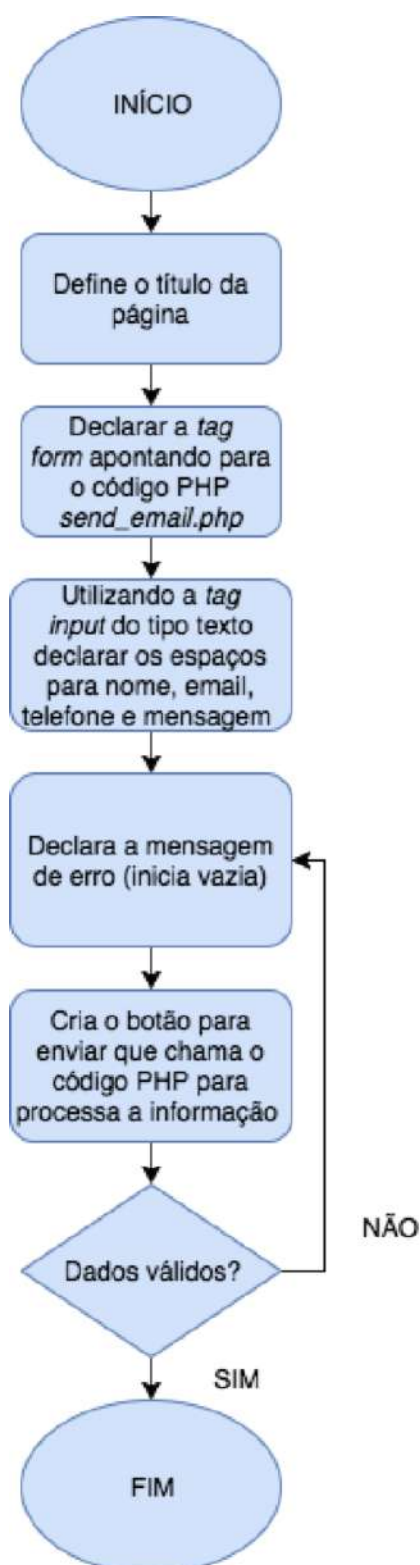 INÍCIO
Define o título da
página
Declarar a tag
form apontando para
o código PHP
send_email.php
Utilizando a tag
input do tipo texto
declarar os espaços
para nome, email,
telefone e mensagem
Declara a mensagem
de erro (inicia vazia)
Cria o botão para
enviar que chama o
código PHP para
processa a informação
Dados válidos?
NÃO
SIM
FIM